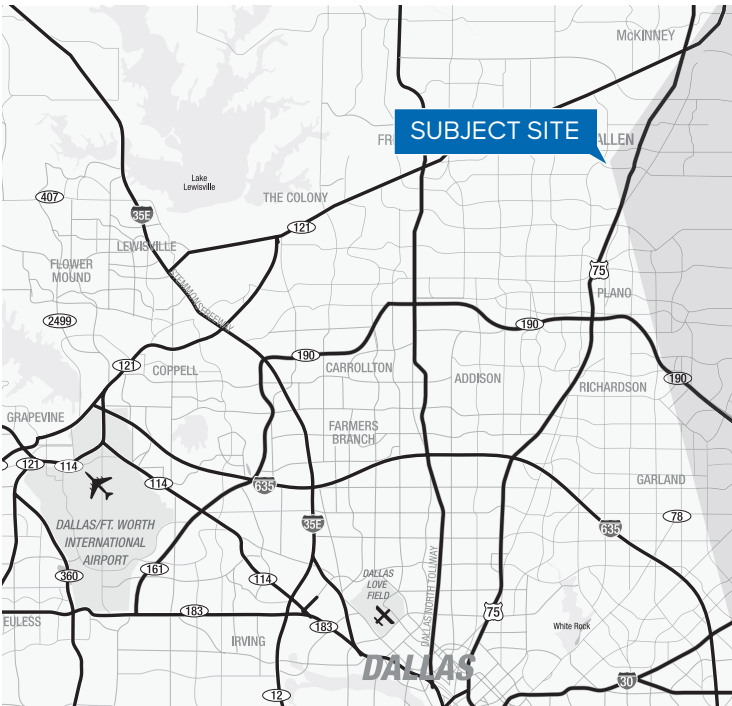 McKINNEY
SUBJECT SITE
FR
ALLEN
Lake
Lewisville
407
THE COLONY
35E
121
LEWISVILLE
FLOWER
MOUND
75
STEMMONS FREEWAY
PLANO
2499
190
190
121
COPPELL
CARROLLTON
ADDISON
190
RICHARDSON
GRAPEVINE
FARMERS
BRANCH
121
114
114
635
GARLAND
78
DALLAS/FT. WORTH
INTERNATIONAL
AIRPORT
35E
635
360
161
114
DALLAS
LOVE
FIELD
DALLAS NORTH TOLLWAY
183
75
EULESS
183
White Rock
IRVING
DALLAS
30
12